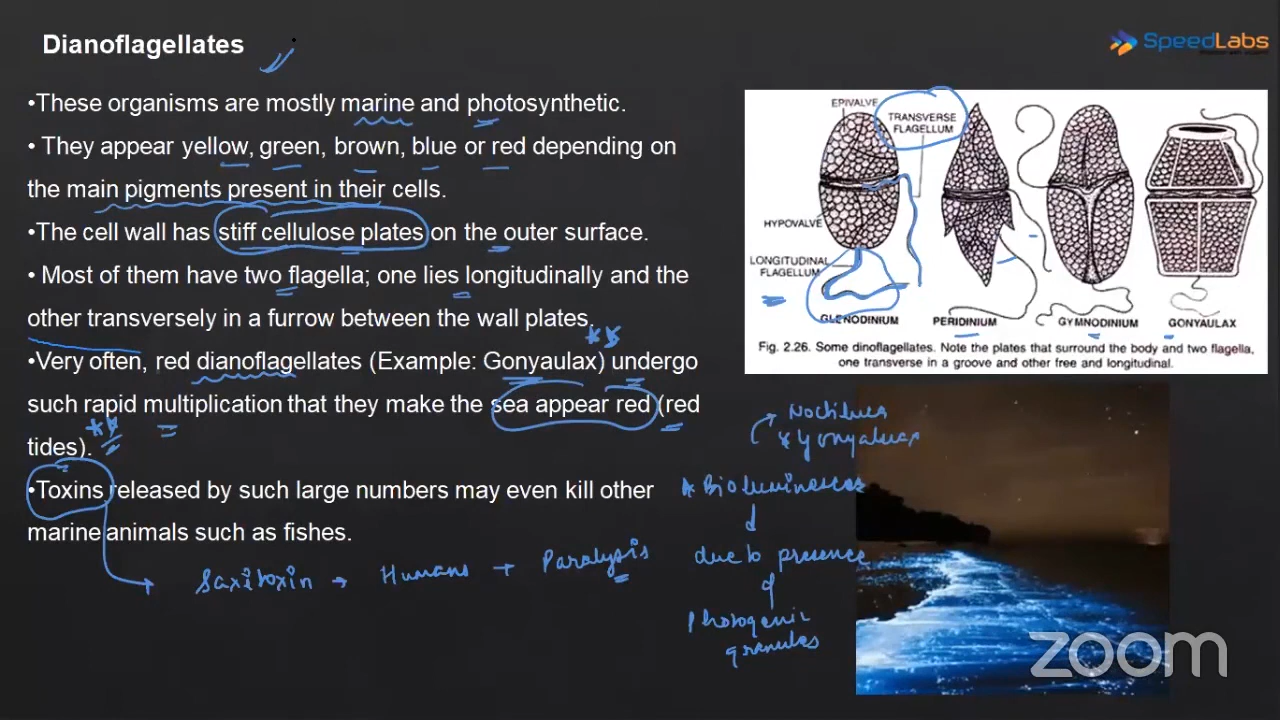 Dianoflagellates
SpeedLabs
•These organisms are mostly marine and photosynthetic.
• They appear yellow, green, brown, blue or red depending on
the main pigments present in their cells.
•The cell wall has stiff cellulose plates on the outer surface.
• Most of them have two flagella; one lies longitudinally and the
other transversely in a furrow between the wall plates.
•Very often, red dianoflagellates (Example: Gonyaulax) undergo
such rapid multiplication that they make the sea appear red (red
tides).
•Toxins released by such large numbers may even kill other
marine animals such as fishes.
Saxitoxin → Humans → Paralysis
EPIVALVE
TRANSVERSE
FLAGELLUM
HYPOVALVE
LONGITUDINAL
FLAGELLUM
GLENODINIUM PERIDINIUM GYMNODINIUM GONYAULAX
Fig. 2.26. Some dinoflagellates. Note the plates that surround the body and two flagella,
one transverse in a groove and other free and longitudinal.
Noctiluca
Gonyaulax
due to presence
of
Photogenic
granules
zoom